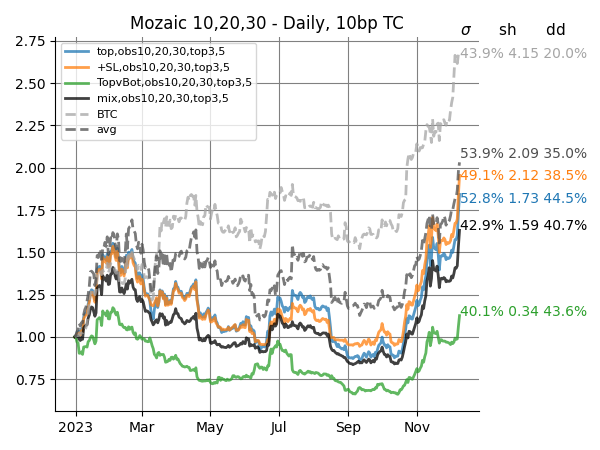 Mozaic 10,20,30 - Daily, 10bp TC
σ sh dd
2.75
2.50
2.25
2.00
1.75
1.50
1.25
1.00
0.75
top,obs10,20,30,top3,5
+SL,obs10,20,30,top3,5
TopvBot,obs10,20,30,top3,5
mix,obs10,20,30,top3,5
BTC
avg
43.9% 4.15 20.0%
53.9% 2.09 35.0%
49.1% 2.12 38.5%
52.8% 1.73 44.5%
42.9% 1.59 40.7%
40.1% 0.34 43.6%
2023 Mar May Jul Sep Nov